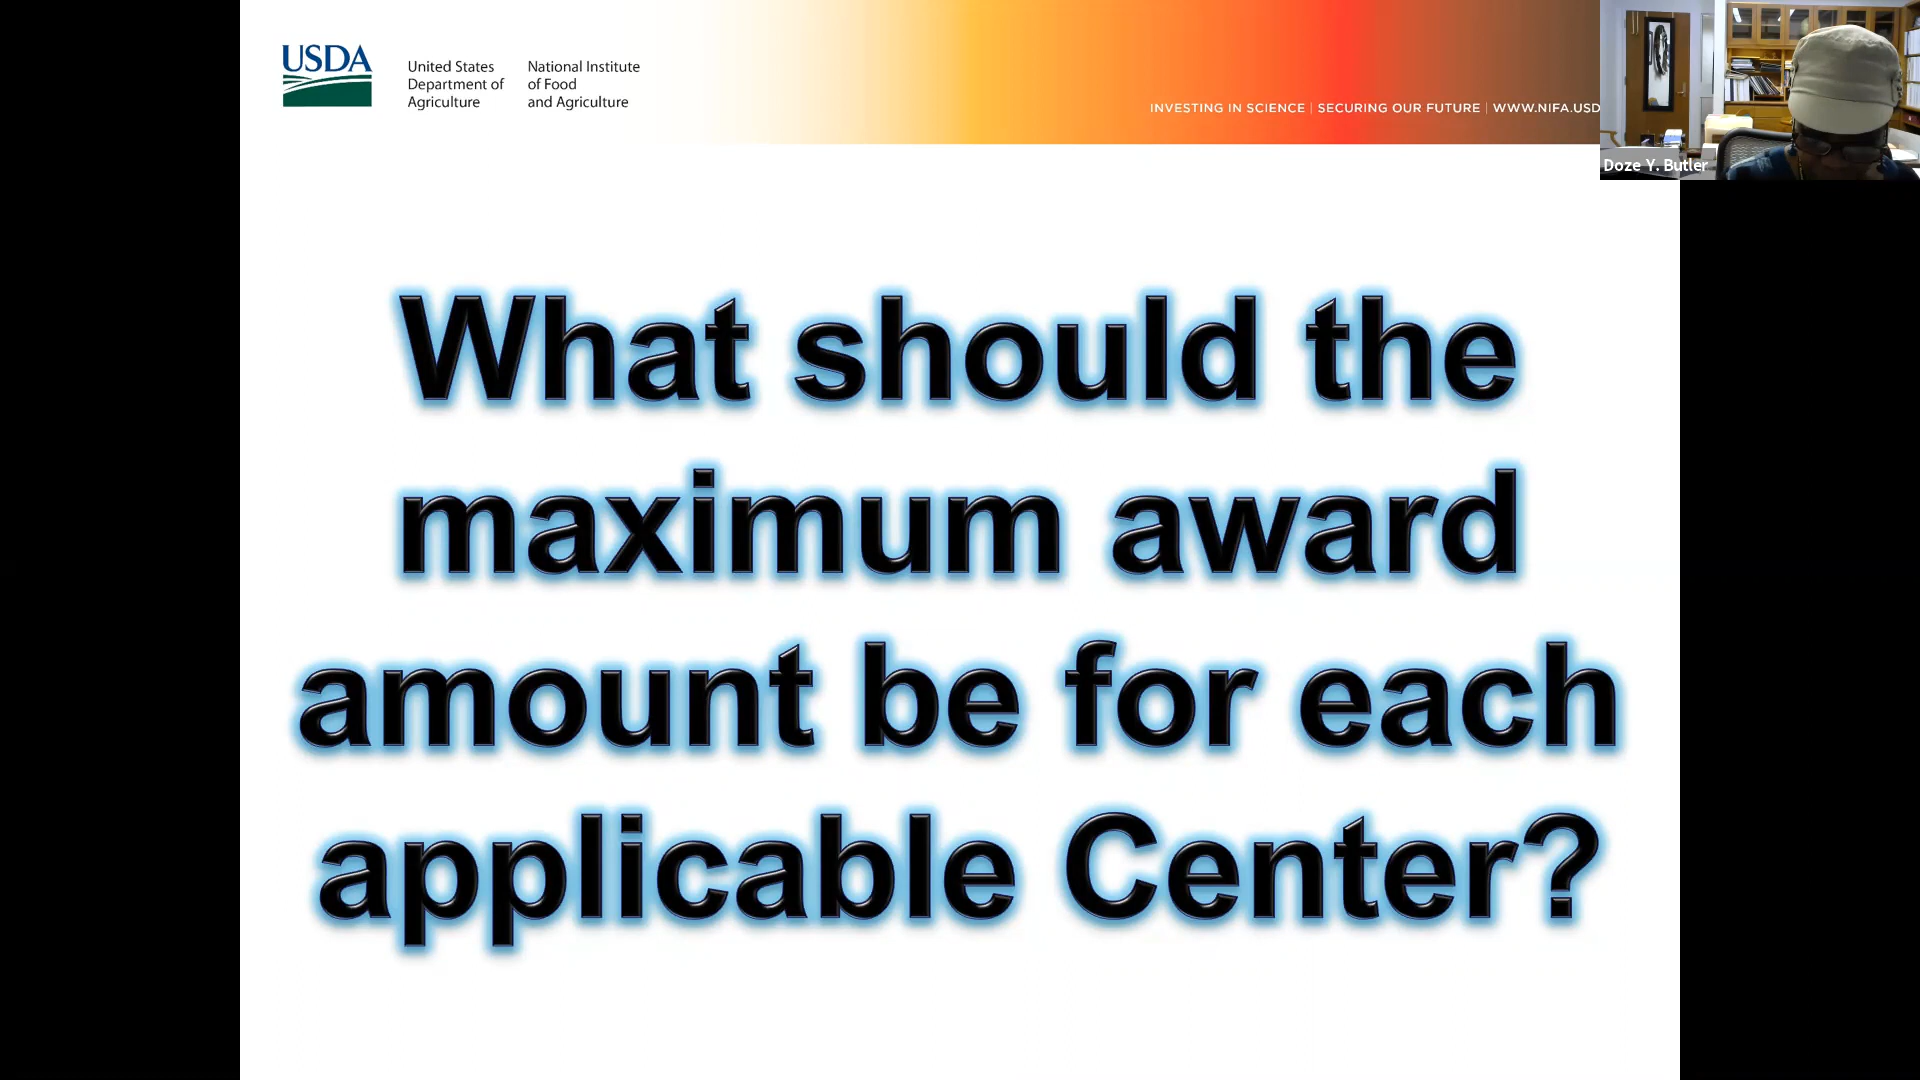 USDA
United States
Department of
Agriculture
National Institute
of Food
and Agriculture
INVESTING IN SCIENCE | SECURING OUR FUTURE | WWW.NIFA.USD
Doze Y. Butler
What should the
maximum award
amount be for each
applicable Center?